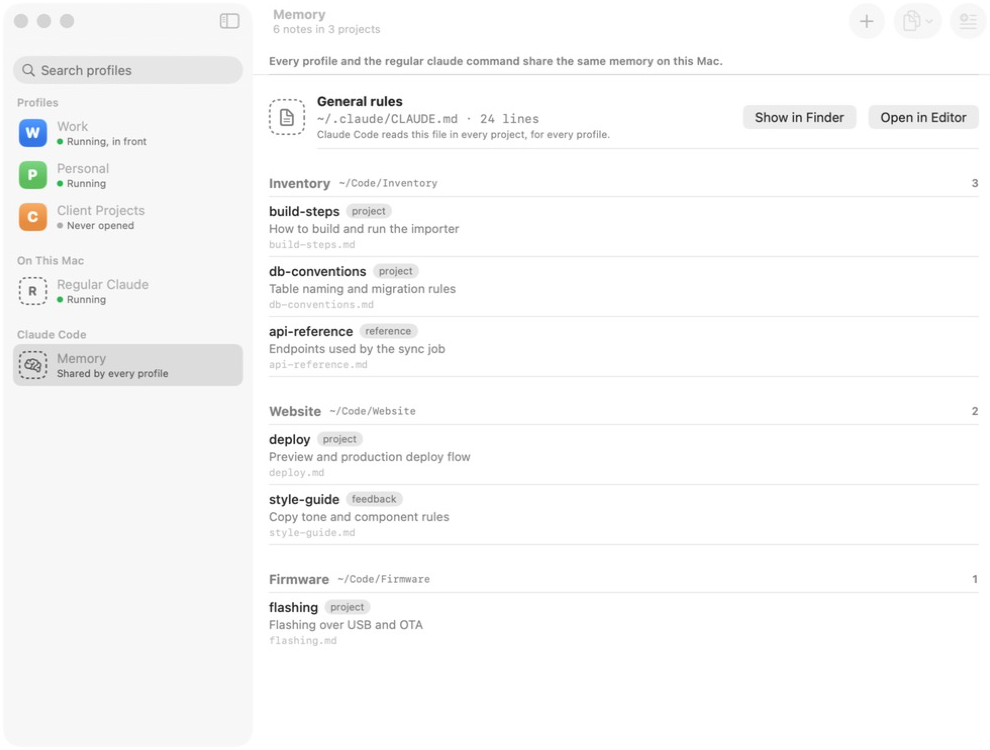 Memory
6 notes in 3 projects
Search profiles
Every profile and the regular claude command share the same memory on this Mac.
Profiles
W
Work
Running, in front
P
Personal
Running
C
Client Projects
Never opened
On This Mac
R
Regular Claude
Running
Claude Code
Memory
Shared by every profile
General rules
~/.claude/CLAUDE.md · 24 lines
Claude Code reads this file in every project, for every profile.
Show in Finder
Open in Editor
Inventory ~/Code/Inventory 3
build-steps project
How to build and run the importer
build-steps.md
db-conventions project
Table naming and migration rules
db-conventions.md
api-reference reference
Endpoints used by the sync job
api-reference.md
Website ~/Code/Website 2
deploy project
Preview and production deploy flow
deploy.md
style-guide feedback
Copy tone and component rules
style-guide.md
Firmware ~/Code/Firmware 1
flashing project
Flashing over USB and OTA
flashing.md